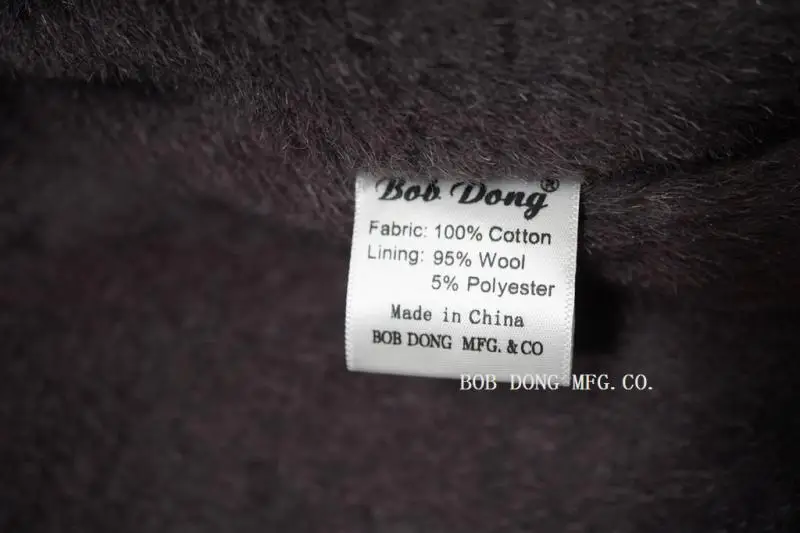 Bob Dong®
Fabric: 100% Cotton
Lining: 95% Wool
5% Polyester
Made in China
BOB DONG MFG. & CO
BOB DONG MFG.CO.